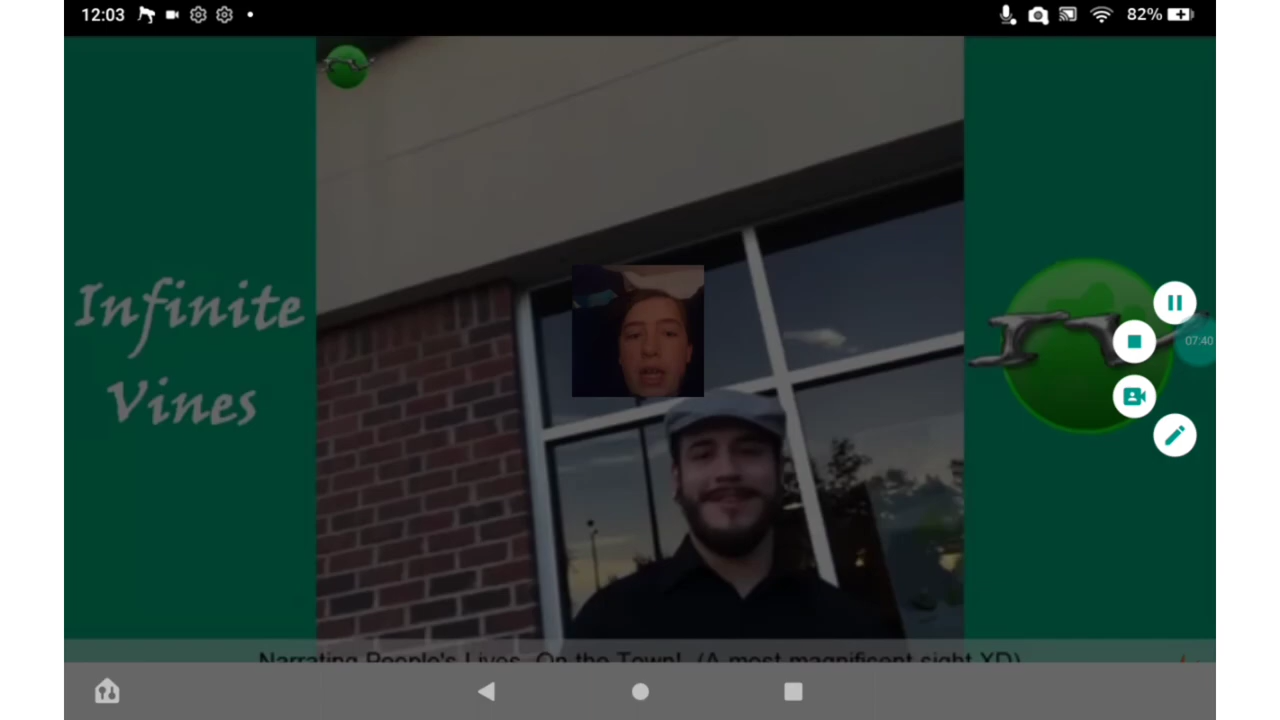 12:03
82%
Infinite
Vines
07:40
Narrating People's Lives, On the Town! (A most magnificent sight XD)